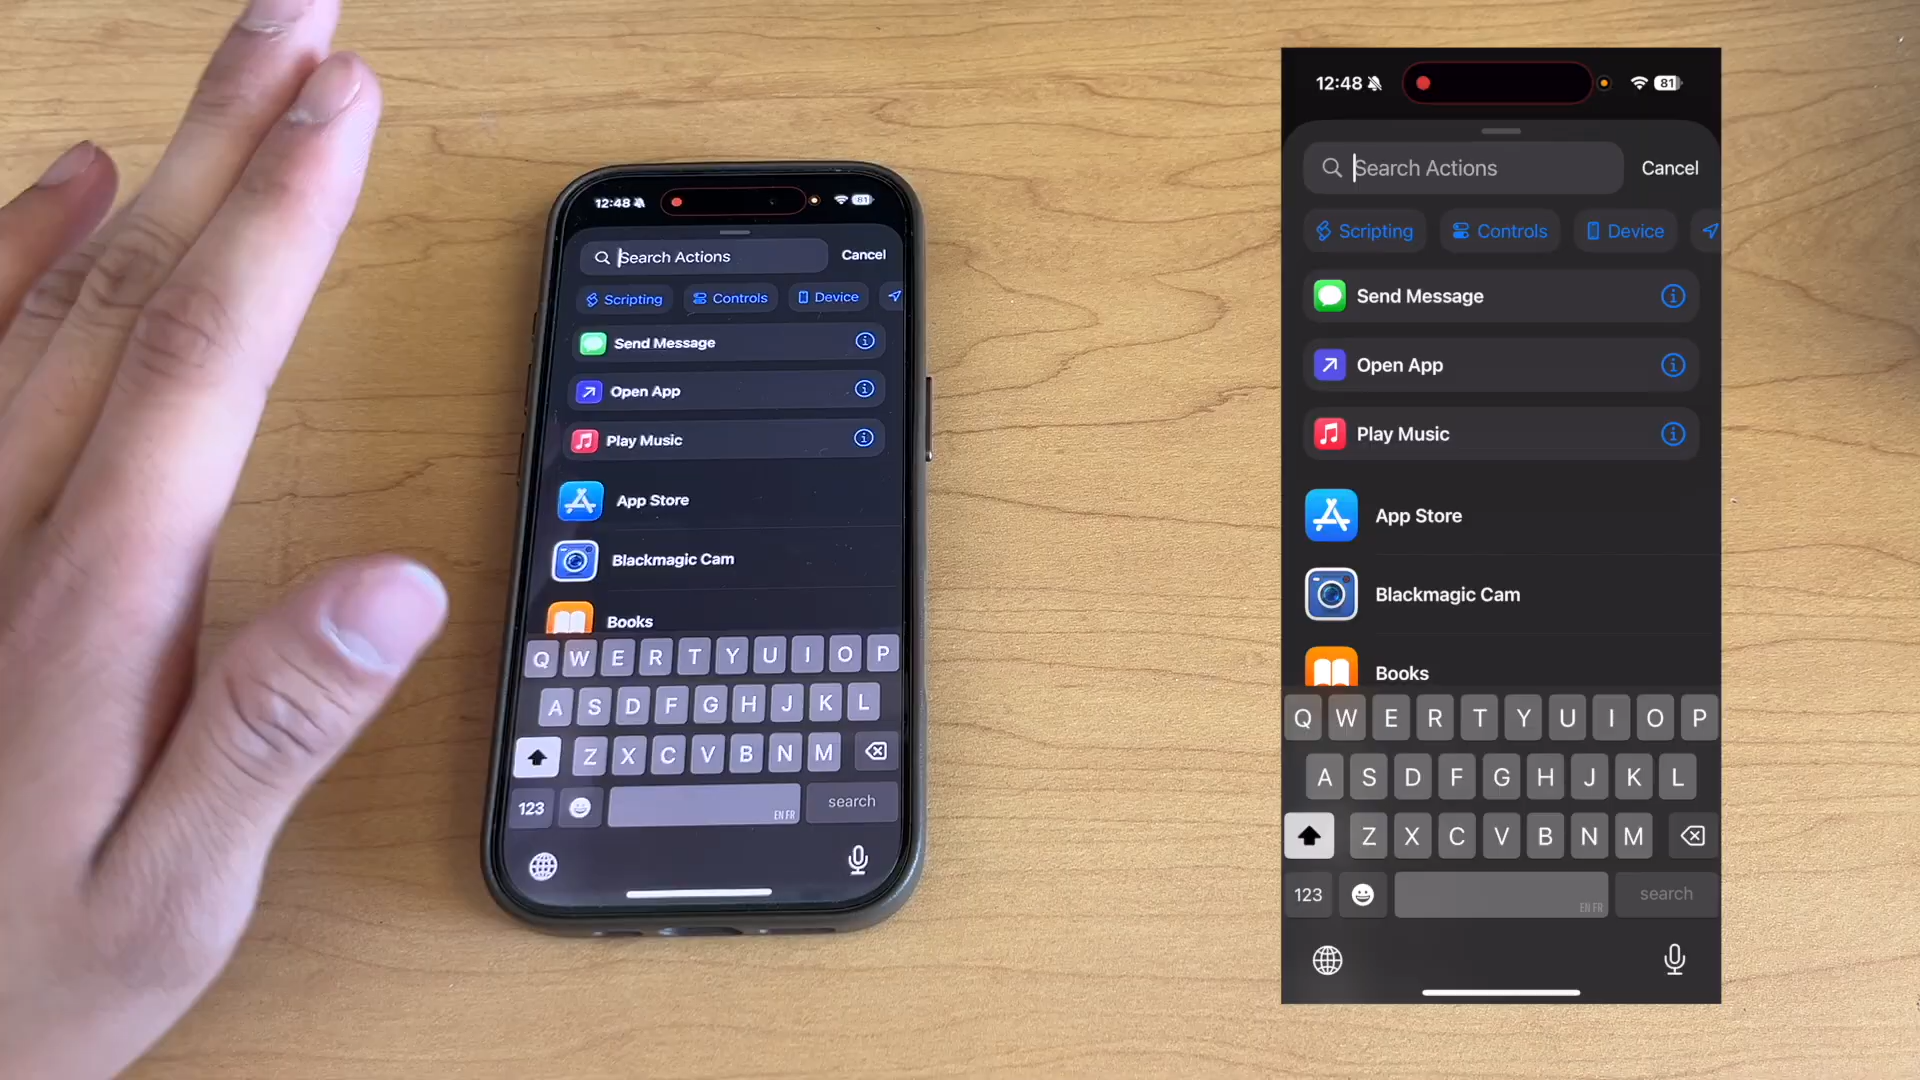 12:48
81
Search Actions
Cancel
Scripting
Controls
Device
Send Message
Open App
Play Music
App Store
Blackmagic Cam
Books
Q W E R T Y U I O P
A S D F G H J K L
Z X C V B N M
123
EN FR
search
12:48
81
Search Actions
Cancel
Scripting
Controls
Device
Send Message
Open App
Play Music
App Store
Blackmagic Cam
Books
Q W E R T Y U I O P
A S D F G H J K L
Z X C V B N M
123
EN FR
search